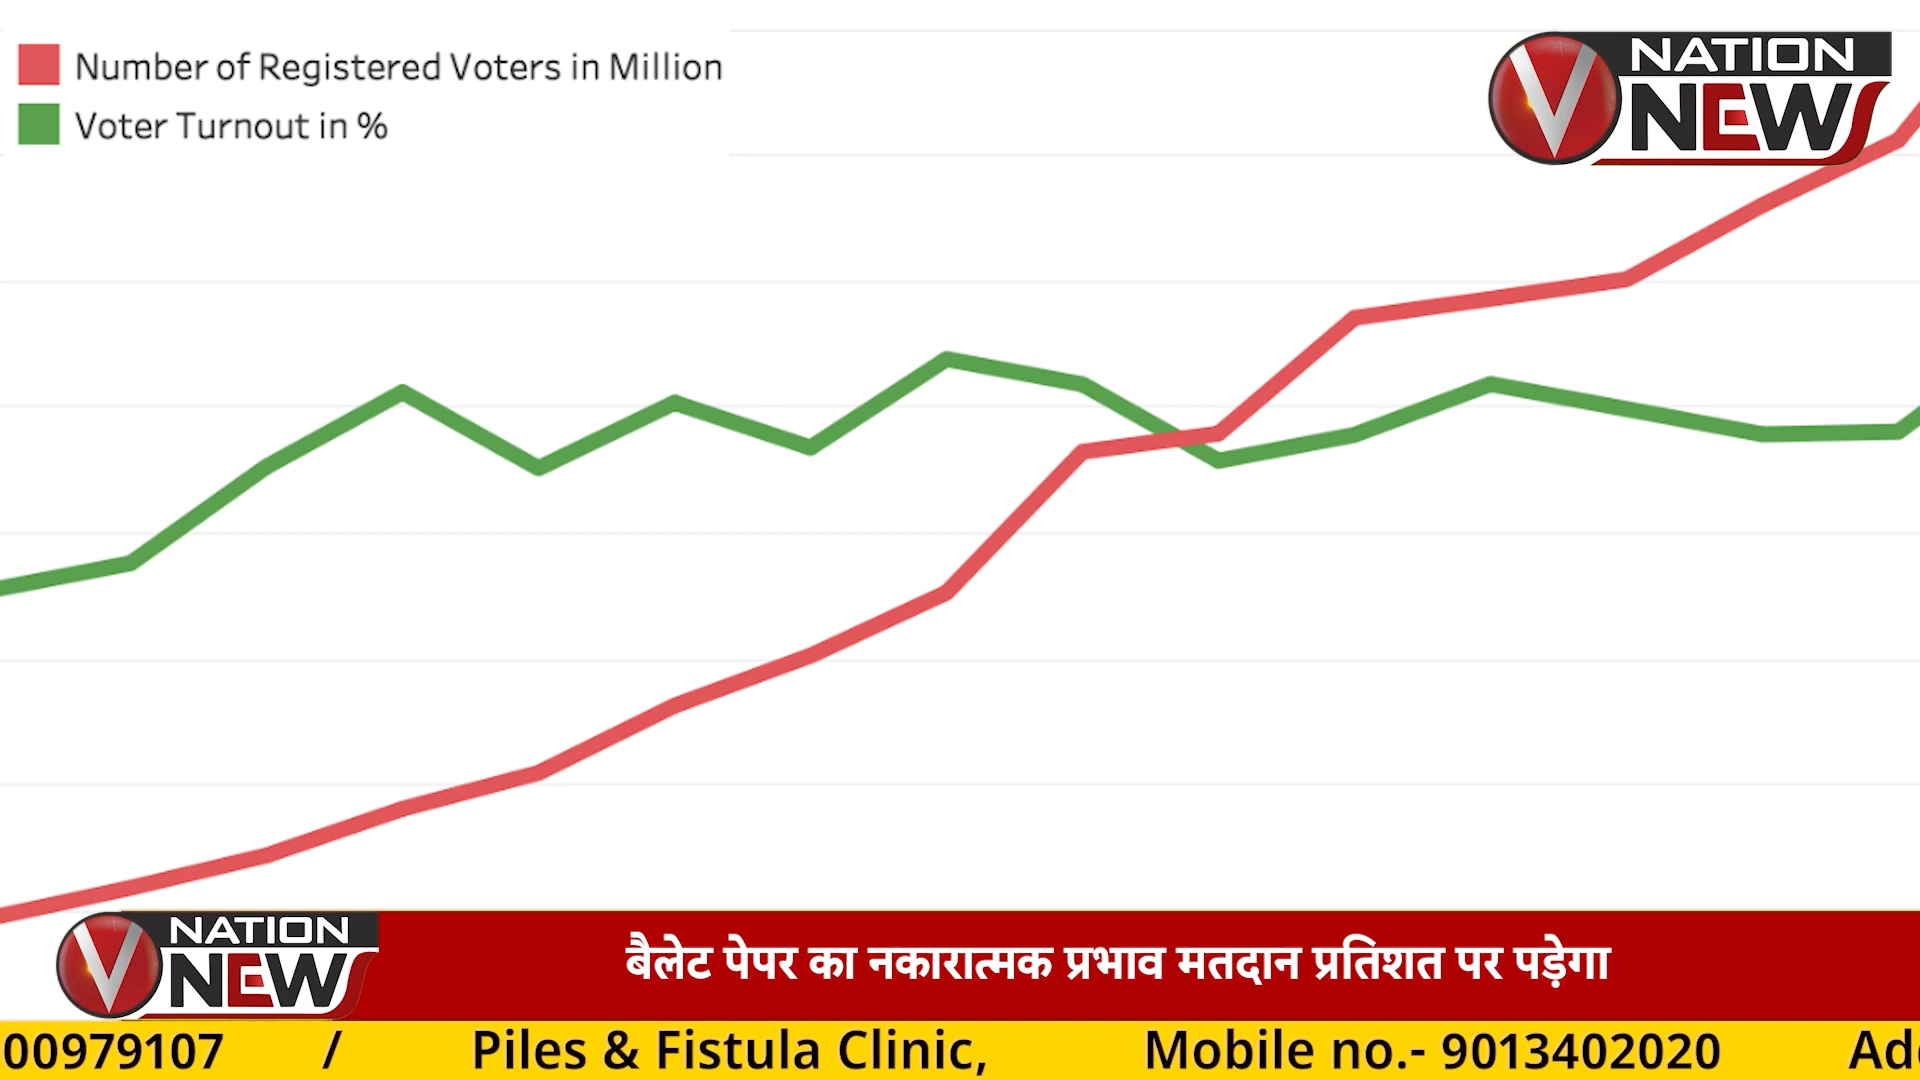 Number of Registered Voters in Million
Voter Turnout in %
V NATION
NEWS
V NATION
NEWS
बैलेट पेपर का नकारात्मक प्रभाव मतदान प्रतिशत पर पड़ेगा
00979107 / Piles & Fistula Clinic, Mobile no.- 9013402020